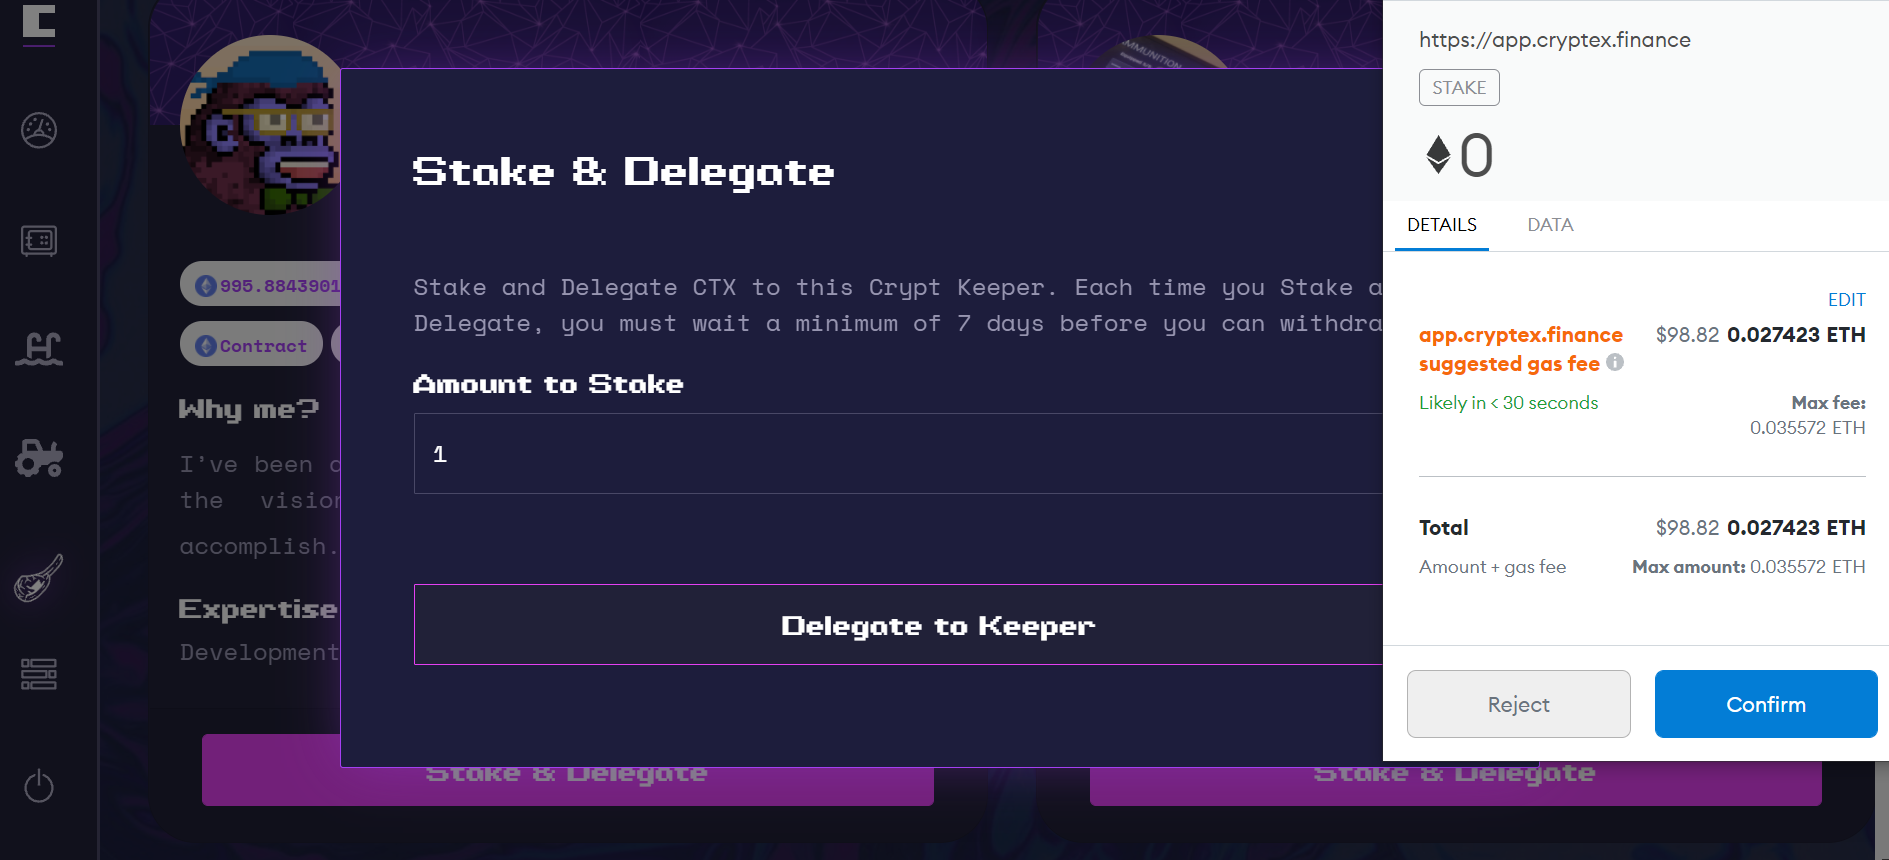 995.8843901
Contract
Why me?
I've been
the vision
accomplish.
Expertise
Development
Stake & Delegate
Stake & Delegate
MMUNITION
Stake & Delegate
Stake and Delegate CTX to this Crypt Keeper. Each time you Stake a
Delegate, you must wait a minimum of 7 days before you can withdra
Amount to Stake
1
Delegate to Keeper
https://app.cryptex.finance
STAKE
0
DETAILS DATA
EDIT
app.cryptex.finance $98.82 0.027423 ETH
suggested gas fee
Likely in < 30 seconds Max fee:
0.035572 ETH
Total $98.82 0.027423 ETH
Amount + gas fee Max amount: 0.035572 ETH
Reject Confirm